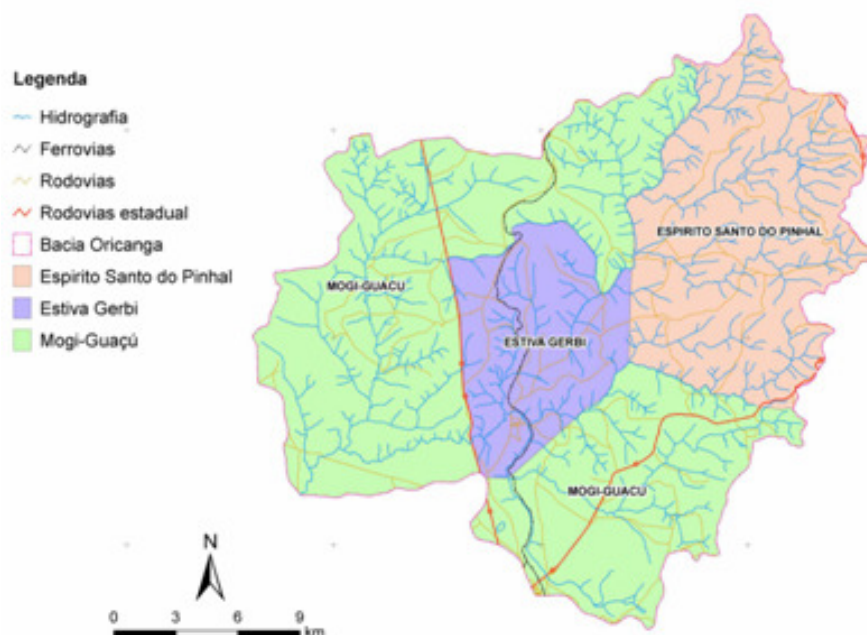 Legenda
Hidrografia
Ferrovias
Rodovias
Rodovias estadual
Bacia Oricanga
Espirito Santo do Pinhal
Estiva Gerbi
Mogi-Guaçú
ESPIRITO SANTO DO PINHAL
MOGI-GUACU
ESTIVA GERBI
MOGI-GUACU
N
0 3 6 9
km